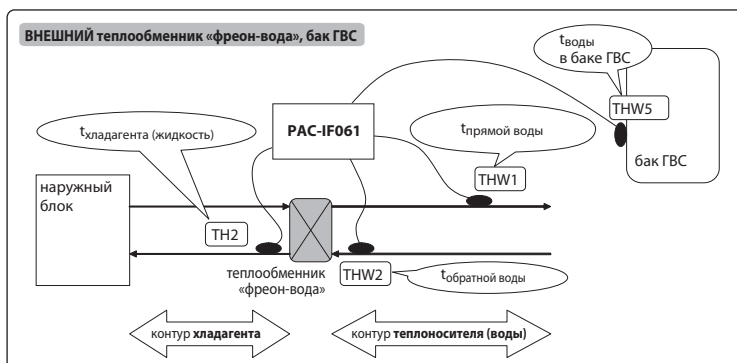 ВНЕШНИЙ теплообменник «фреон-вода», бак ГВС
tводы
в баке ГВС
THW5
бак ГВС
PAC-IF061
tхладагента (жидкость)
tпрямой воды
THW1
наружный
блок
TH2
теплообменник
«фреон-вода»
THW2
tобратной воды
контур хладагента
контур теплоносителя (воды)